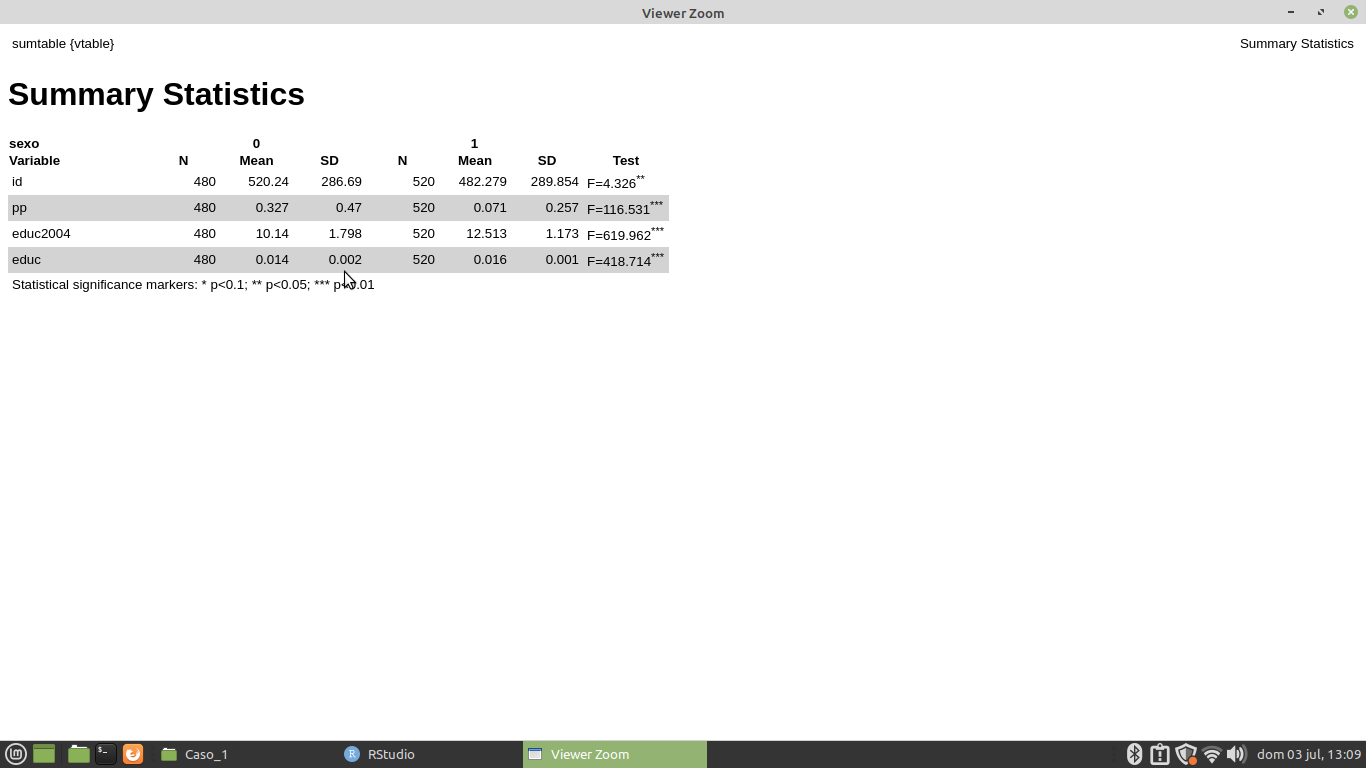 Viewer Zoom
sumtable {vtable} Summary Statistics
Summary Statistics
sexo 0 1
Variable N Mean SD N Mean SD Test
id 480 520.24 286.69 520 482.279 289.854 F=4.326**
pp 480 0.327 0.47 520 0.071 0.257 F=116.531***
educ2004 480 10.14 1.798 520 12.513 1.173 F=619.962***
educ 480 0.014 0.002 520 0.016 0.001 F=418.714***
Statistical significance markers: * p<0.1; ** p<0.05; *** p<0.01
Caso_1 RStudio Viewer Zoom dom 03 jul, 13:09